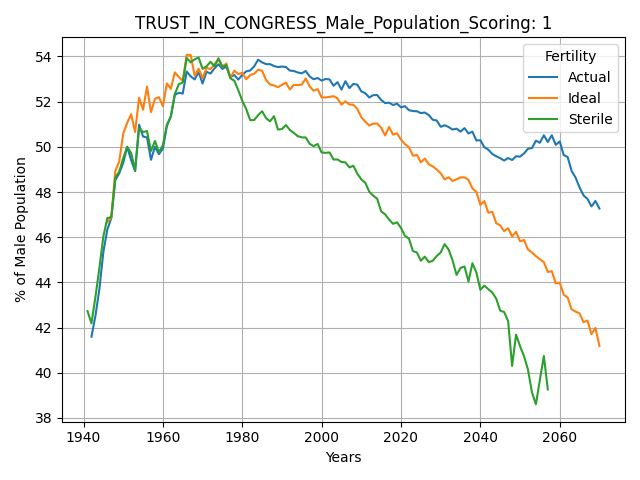 TRUST_IN_CONGRESS_Male_Population_Scoring: 1
Fertility
Actual
Ideal
Sterile
% of Male Population
54
52
50
48
46
44
42
40
38
1940
1960
1980
2000
2020
2040
2060
Years